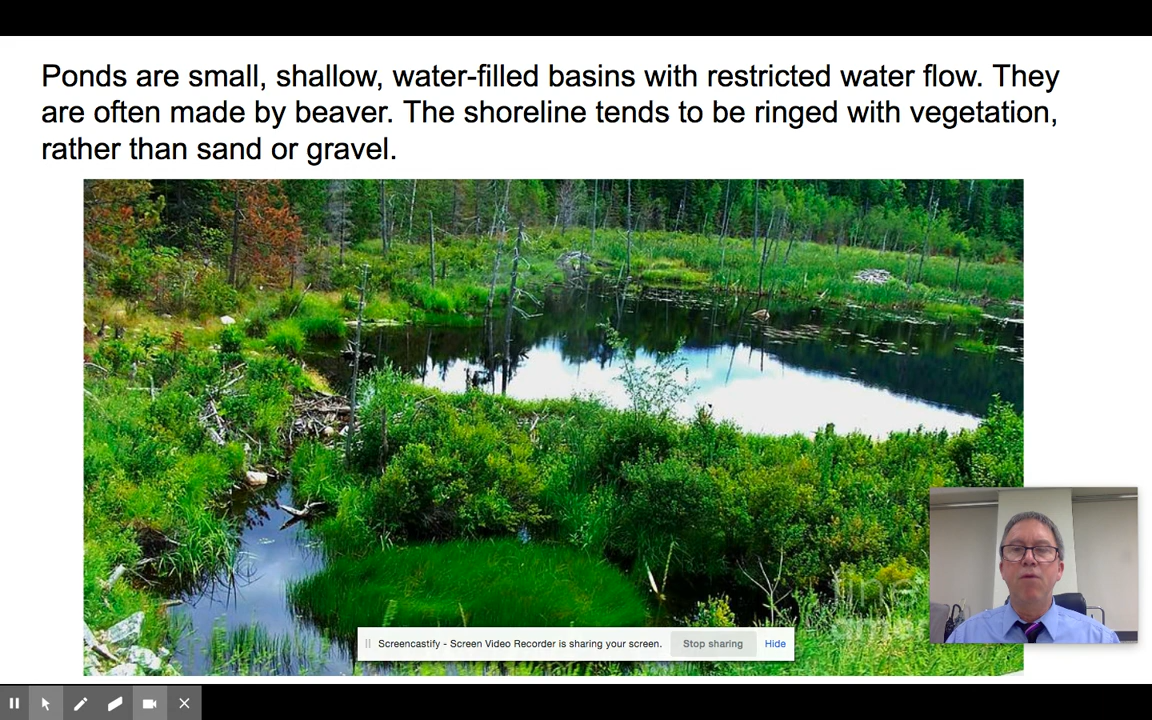 Ponds are small, shallow, water-filled basins with restricted water flow. They
are often made by beaver. The shoreline tends to be ringed with vegetation,
rather than sand or gravel.
Screencastify - Screen Video Recorder is sharing your screen. Stop sharing Hide